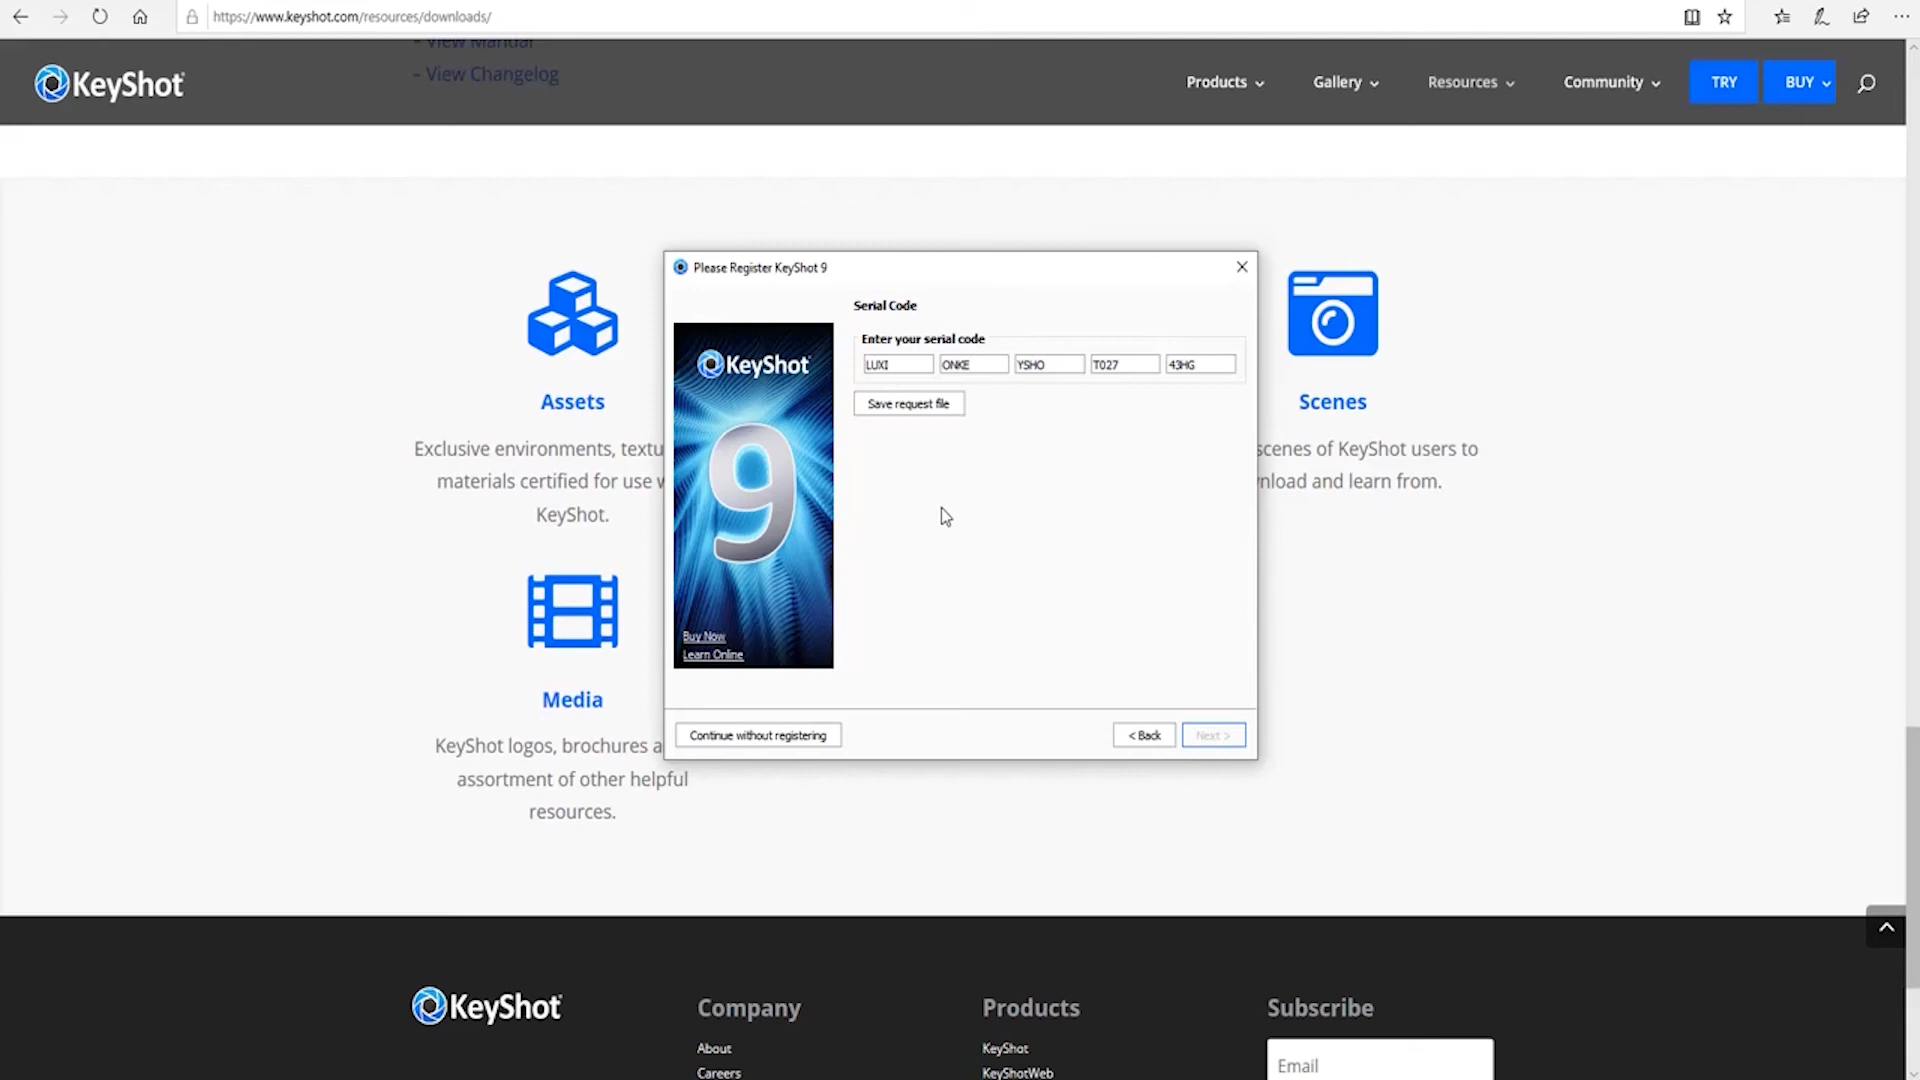 https://www.keyshot.com/resources/downloads/
- View Manual
- View Changelog
KeyShot
Products
Gallery
Resources
Community
TRY
BUY
Please Register KeyShot 9
Serial Code
Enter your serial code
LUXI
ONKE
YSHO
T027
43HG
Save request file
KeyShot
9
Buy Now
Learn Online
Continue without registering
< Back
Next >
Assets
Exclusive environments,
materials certified for use
KeyShot.
Scenes
scenes of KeyShot users to
and learn from.
Media
KeyShot logos, brochures
assortment of other helpful
resources.
KeyShot
Company
About
Careers
Products
KeyShot
KeyShotWeb
Subscribe
Email